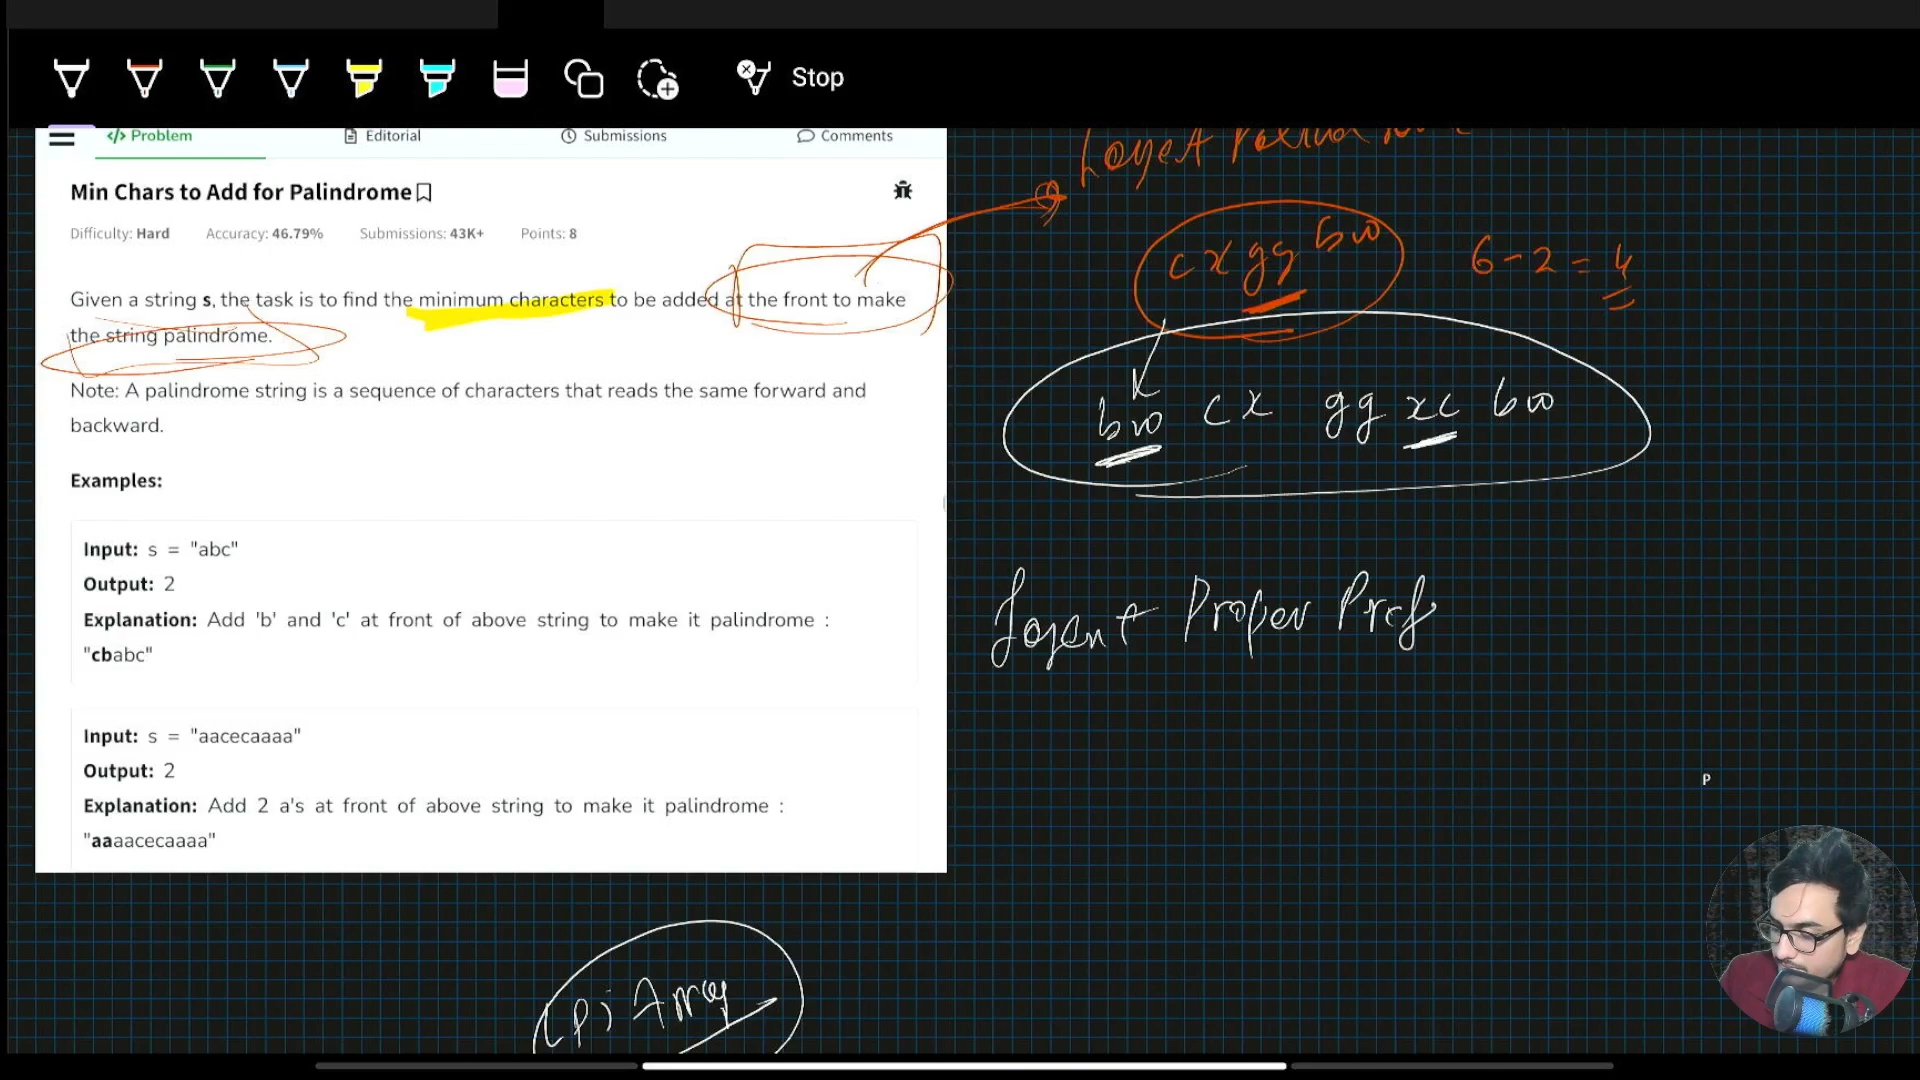 Stop
Problem Editorial Submissions Comments
Min Chars to Add for Palindrome
Difficulty: Hard Accuracy: 46.79% Submissions: 43K+ Points: 8
Given a string s, the task is to find the minimum characters to be added at the front to make
the string palindrome.
Note: A palindrome string is a sequence of characters that reads the same forward and
backward.
Examples:
Input: s = "abc"
Output: 2
Explanation: Add 'b' and 'c' at front of above string to make it palindrome :
"cbabc"
Input: s = "aacecaaaa"
Output: 2
Explanation: Add 2 a's at front of above string to make it palindrome :
"aaaacecaaaa"
cxggbw 6-2=4
bw cx gg xc bw
Proper Pref
Array
P